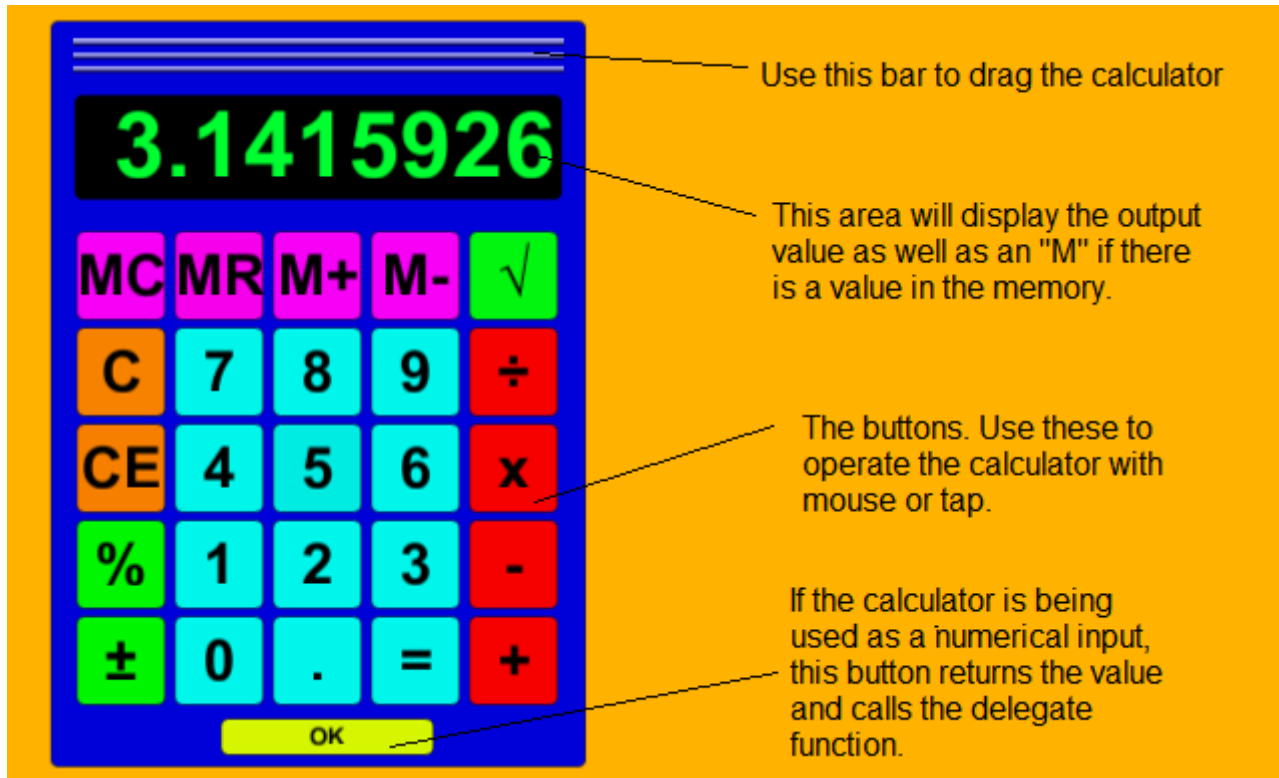 Use this bar to drag the calculator
3.1415926
This area will display the output
value as well as an "M" if there
is a value in the memory.
MC MR M+ M- √
C 7 8 9 ÷
CE 4 5 6 x
The buttons. Use these to
operate the calculator with
mouse or tap.
% 1 2 3 -
± 0 . = +
If the calculator is being
used as a numerical input,
this button returns the value
and calls the delegate
function.
OK